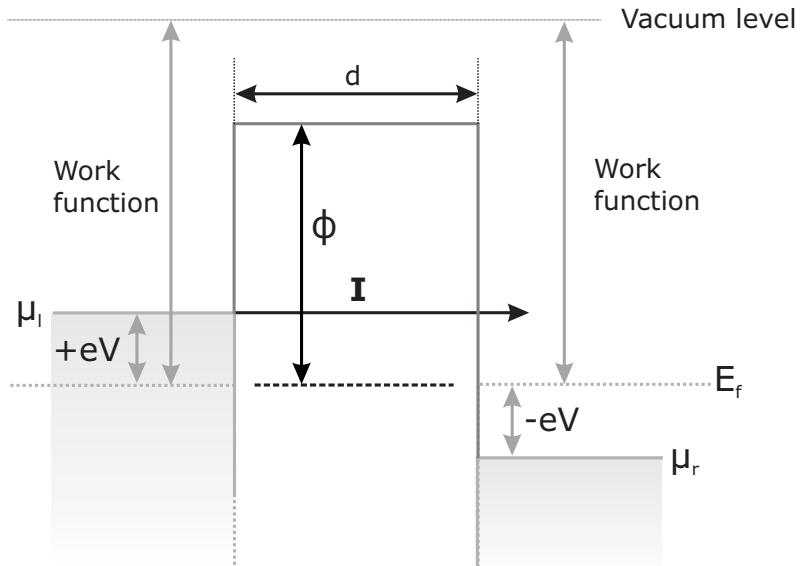 Vacuum level
d
Work
function
Work
function
ϕ
I
μl
+eV
Ef
-eV
μr